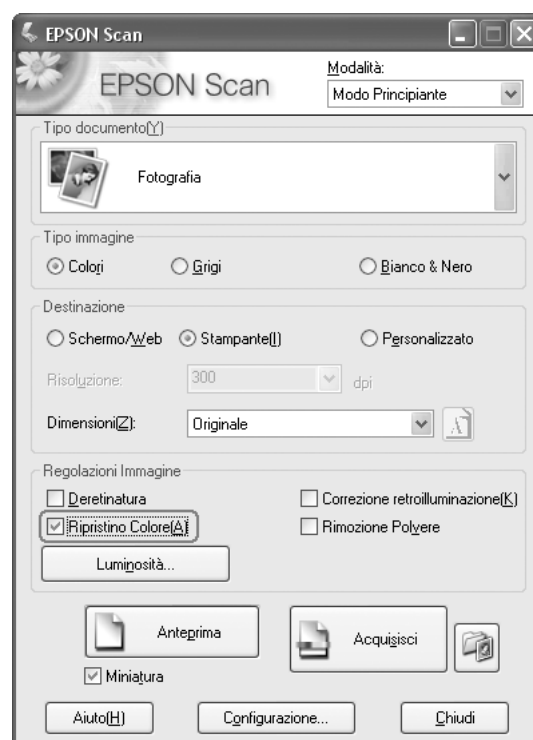 EPSON Scan
EPSON Scan
Modalità:
Modo Principiante
Tipo documento(Y)
Fotografia
Tipo immagine
Colori Grigi Bianco & Nero
Destinazione
Schermo/Web Stampante(I) Personalizzato
Risoluzione: 300 dpi
Dimensioni(Z): Originale
Regolazioni Immagine
Deretinatura Correzione retroilluminazione(K)
Ripristino Colore(A) Rimozione Polvere
Luminosità...
Anteprima Acquisisci
Miniatura
Aiuto(H) Configurazione... Chiudi